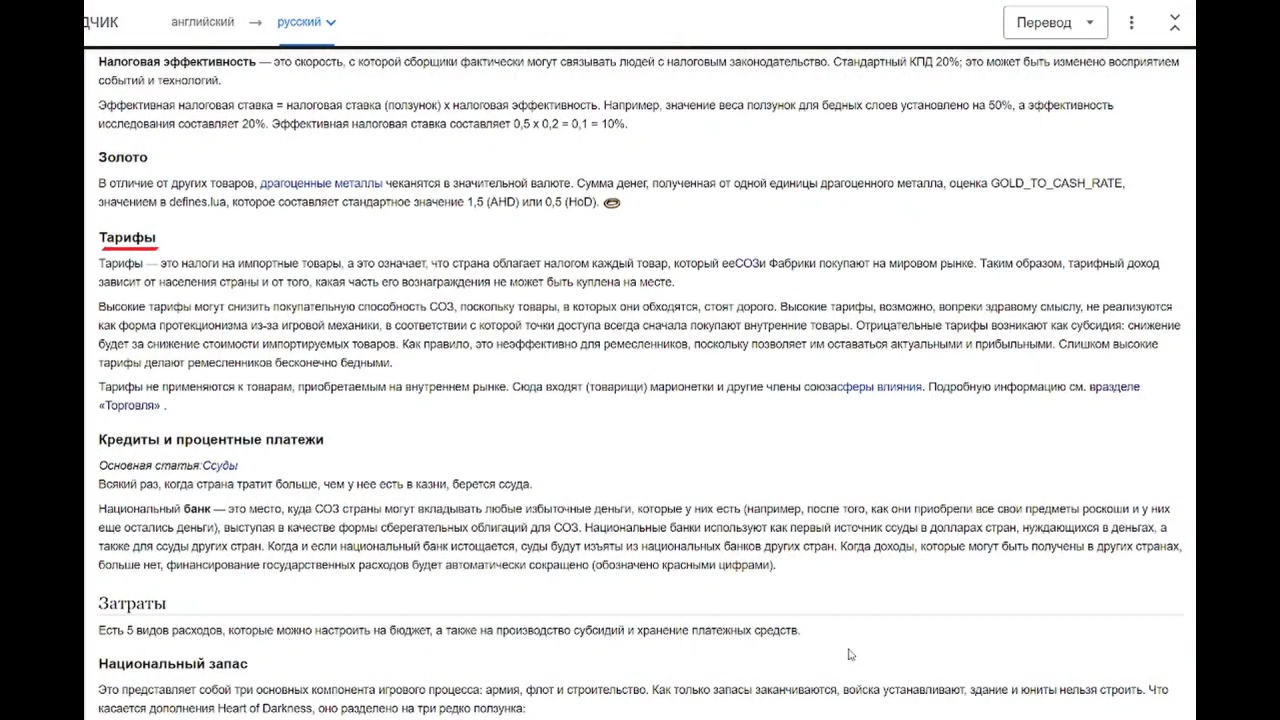 ДЧИК английский → русский Перевод
Налоговая эффективность — это скорость, с которой сборщики фактически могут связывать людей с налоговым законодательством. Стандартный КПД 20%; это может быть изменено восприятием
событий и технологий.
Эффективная налоговая ставка = налоговая ставка (ползунок) x налоговая эффективность. Например, значение веса ползунок для бедных слоев установлено на 50%, а эффективность
исследования составляет 20%. Эффективная налоговая ставка составляет 0,5 x 0,2 = 0,1 = 10%.
Золото
В отличие от других товаров, драгоценные металлы чеканятся в значительной валюте. Сумма денег, полученная от одной единицы драгоценного металла, оценка GOLD_TO_CASH_RATE,
значением в defines.lua, которое составляет стандартное значение 1,5 (AHD) или 0,5 (HoD).
Тарифы
Тарифы — это налоги на импортные товары, а это означает, что страна облагает налогом каждый товар, который ееСОЗи Фабрики покупают на мировом рынке. Таким образом, тарифный доход
зависит от населения страны и от того, какая часть его вознаграждения не может быть куплена на месте.
Высокие тарифы могут снизить покупательную способность СОЗ, поскольку товары, в которых они обходятся, стоят дорого. Высокие тарифы, возможно, вопреки здравому смыслу, не реализуются
как форма протекционизма из-за игровой механики, в соответствии с которой точки доступа всегда сначала покупают внутренние товары. Отрицательные тарифы возникают как субсидия: снижение
будет за снижение стоимости импортируемых товаров. Как правило, это неэффективно для ремесленников, поскольку позволяет им оставаться актуальными и прибыльными. Слишком высокие
тарифы делают ремесленников бесконечно бедными.
Тарифы не применяются к товарам, приобретаемым на внутреннем рынке. Сюда входят (товарищи) марионетки и другие члены союзасферы влияния. Подробную информацию см. вразделе
«Торговля» .
Кредиты и процентные платежи
Основная статья:Ссуды
Всякий раз, когда страна тратит больше, чем у нее есть в казни, берется ссуда.
Национальный банк — это место, куда СОЗ страны могут вкладывать любые избыточные деньги, которые у них есть (например, после того, как они приобрели все свои предметы роскоши и у них
еще остались деньги), выступая в качестве формы сберегательных облигаций для СОЗ. Национальные банки используют как первый источник ссуды в долларах стран, нуждающихся в деньгах, а
также для ссуды других стран. Когда и если национальный банк истощается, суды будут изъяты из национальных банков других стран. Когда доходы, которые могут быть получены в других странах,
больше нет, финансирование государственных расходов будет автоматически сокращено (обозначено красными цифрами).
Затраты
Есть 5 видов расходов, которые можно настроить на бюджет, а также на производство субсидий и хранение платежных средств.
Национальный запас
Это представляет собой три основных компонента игрового процесса: армия, флот и строительство. Как только запасы заканчиваются, войска устанавливают, здание и юниты нельзя строить. Что
касается дополнения Heart of Darkness, оно разделено на три редко ползунка: